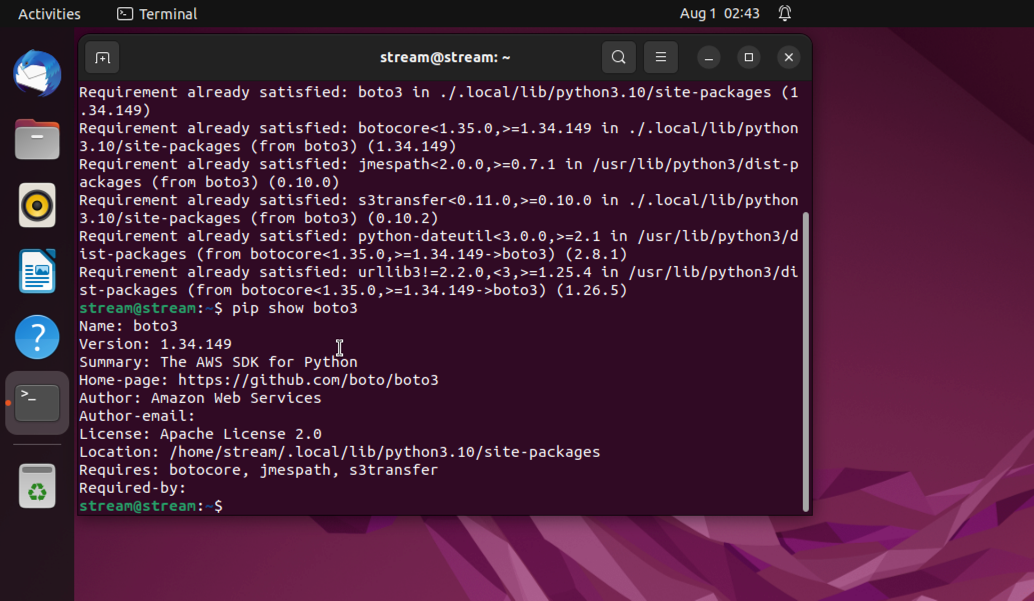 Activities
Terminal
Aug 1 02:43
stream@stream: ~
Requirement already satisfied: boto3 in ./.local/lib/python3.10/site-packages (1
.34.149)
Requirement already satisfied: botocore<1.35.0,>=1.34.149 in ./.local/lib/python
3.10/site-packages (from boto3) (1.34.149)
Requirement already satisfied: jmespath<2.0.0,>=0.7.1 in /usr/lib/python3/dist-p
ackages (from boto3) (0.10.0)
Requirement already satisfied: s3transfer<0.11.0,>=0.10.0 in ./.local/lib/python
3.10/site-packages (from boto3) (0.10.2)
Requirement already satisfied: python-dateutil<3.0.0,>=2.1 in /usr/lib/python3/d
ist-packages (from botocore<1.35.0,>=1.34.149->boto3) (2.8.1)
Requirement already satisfied: urllib3!=2.2.0,<3,>=1.25.4 in /usr/lib/python3/di
st-packages (from botocore<1.35.0,>=1.34.149->boto3) (1.26.5)
stream@stream:~$ pip show boto3
Name: boto3
Version: 1.34.149
Summary: The AWS SDK for Python
Home-page: https://github.com/boto/boto3
Author: Amazon Web Services
Author-email:
License: Apache License 2.0
Location: /home/stream/.local/lib/python3.10/site-packages
Requires: botocore, jmespath, s3transfer
Required-by:
stream@stream:~$